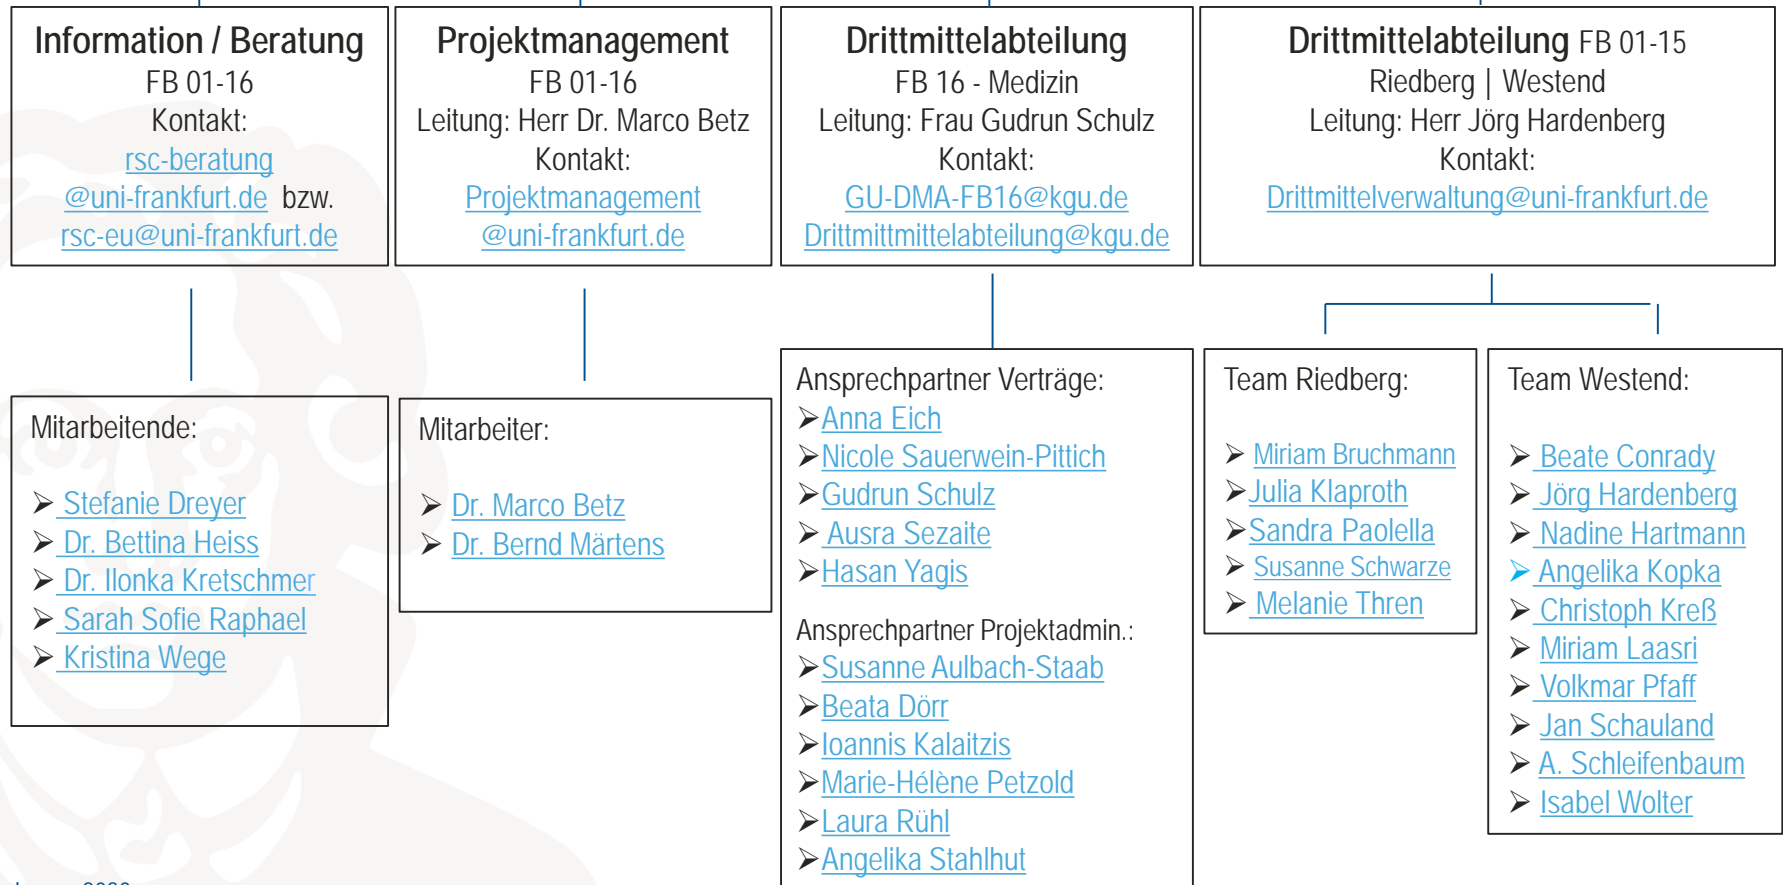 Information / Beratung
FB 01-16
Kontakt:
rsc-beratung
@uni-frankfurt.de bzw.
rsc-eu@uni-frankfurt.de
Projektmanagement
FB 01-16
Leitung: Herr Dr. Marco Betz
Kontakt:
Projektmanagement
@uni-frankfurt.de
Drittmittelabteilung
FB 16 - Medizin
Leitung: Frau Gudrun Schulz
Kontakt:
GU-DMA-FB16@kgu.de
Drittmittmittelabteilung@kgu.de
Drittmittelabteilung FB 01-15
Riedberg | Westend
Leitung: Herr Jörg Hardenberg
Kontakt:
Drittmittelverwaltung@uni-frankfurt.de
Mitarbeitende:
➢ Stefanie Dreyer
➢ Dr. Bettina Heiss
➢ Dr. Ilonka Kretschmer
➢ Sarah Sofie Raphael
➢ Kristina Wege
Mitarbeiter:
➢ Dr. Marco Betz
➢ Dr. Bernd Märtens
Ansprechpartner Verträge:
➢Anna Eich
➢Nicole Sauerwein-Pittich
➢Gudrun Schulz
➢ Ausra Sezaite
➢Hasan Yagis
Ansprechpartner Projektadmin.:
➢Susanne Aulbach-Staab
➢Beata Dörr
➢Ioannis Kalaitzis
➢Marie-Hélène Petzold
➢Laura Rühl
➢Angelika Stahlhut
Team Riedberg:
➢ Miriam Bruchmann
➢Julia Klaproth
➢Sandra Paolella
➢ Susanne Schwarze
➢ Melanie Thren
Team Westend:
➢ Beate Conrady
➢ Jörg Hardenberg
➢ Nadine Hartmann
➢ Angelika Kopka
➢ Christoph Kreß
➢ Miriam Laasri
➢ Volkmar Pfaff
➢ Jan Schauland
➢ A. Schleifenbaum
➢ Isabel Wolter